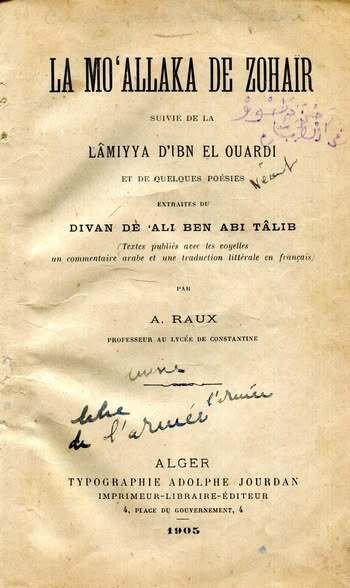 LA MO'ALLAKA DE ZOHAÏR
SUIVIE DE LA
LÂMIYYA D'IBN EL OUARDI
ET DE QUELQUES POÉSIES
EXTRAITES DU
DIVAN DE 'ALI BEN ABI TÂLIB
(Textes publiés avec les voyelles
un commentaire arabe et une traduction littérale en français)
PAR
A. RAUX
PROFESSEUR AU LYCÉE DE CONSTANTINE
l'armée
de l'armée
ALGER
TYPOGRAPHIE ADOLPHE JOURDAN
IMPRIMEUR-LIBRAIRE-ÉDITEUR
4, PLACE DU GOUVERNEMENT, 4
1905